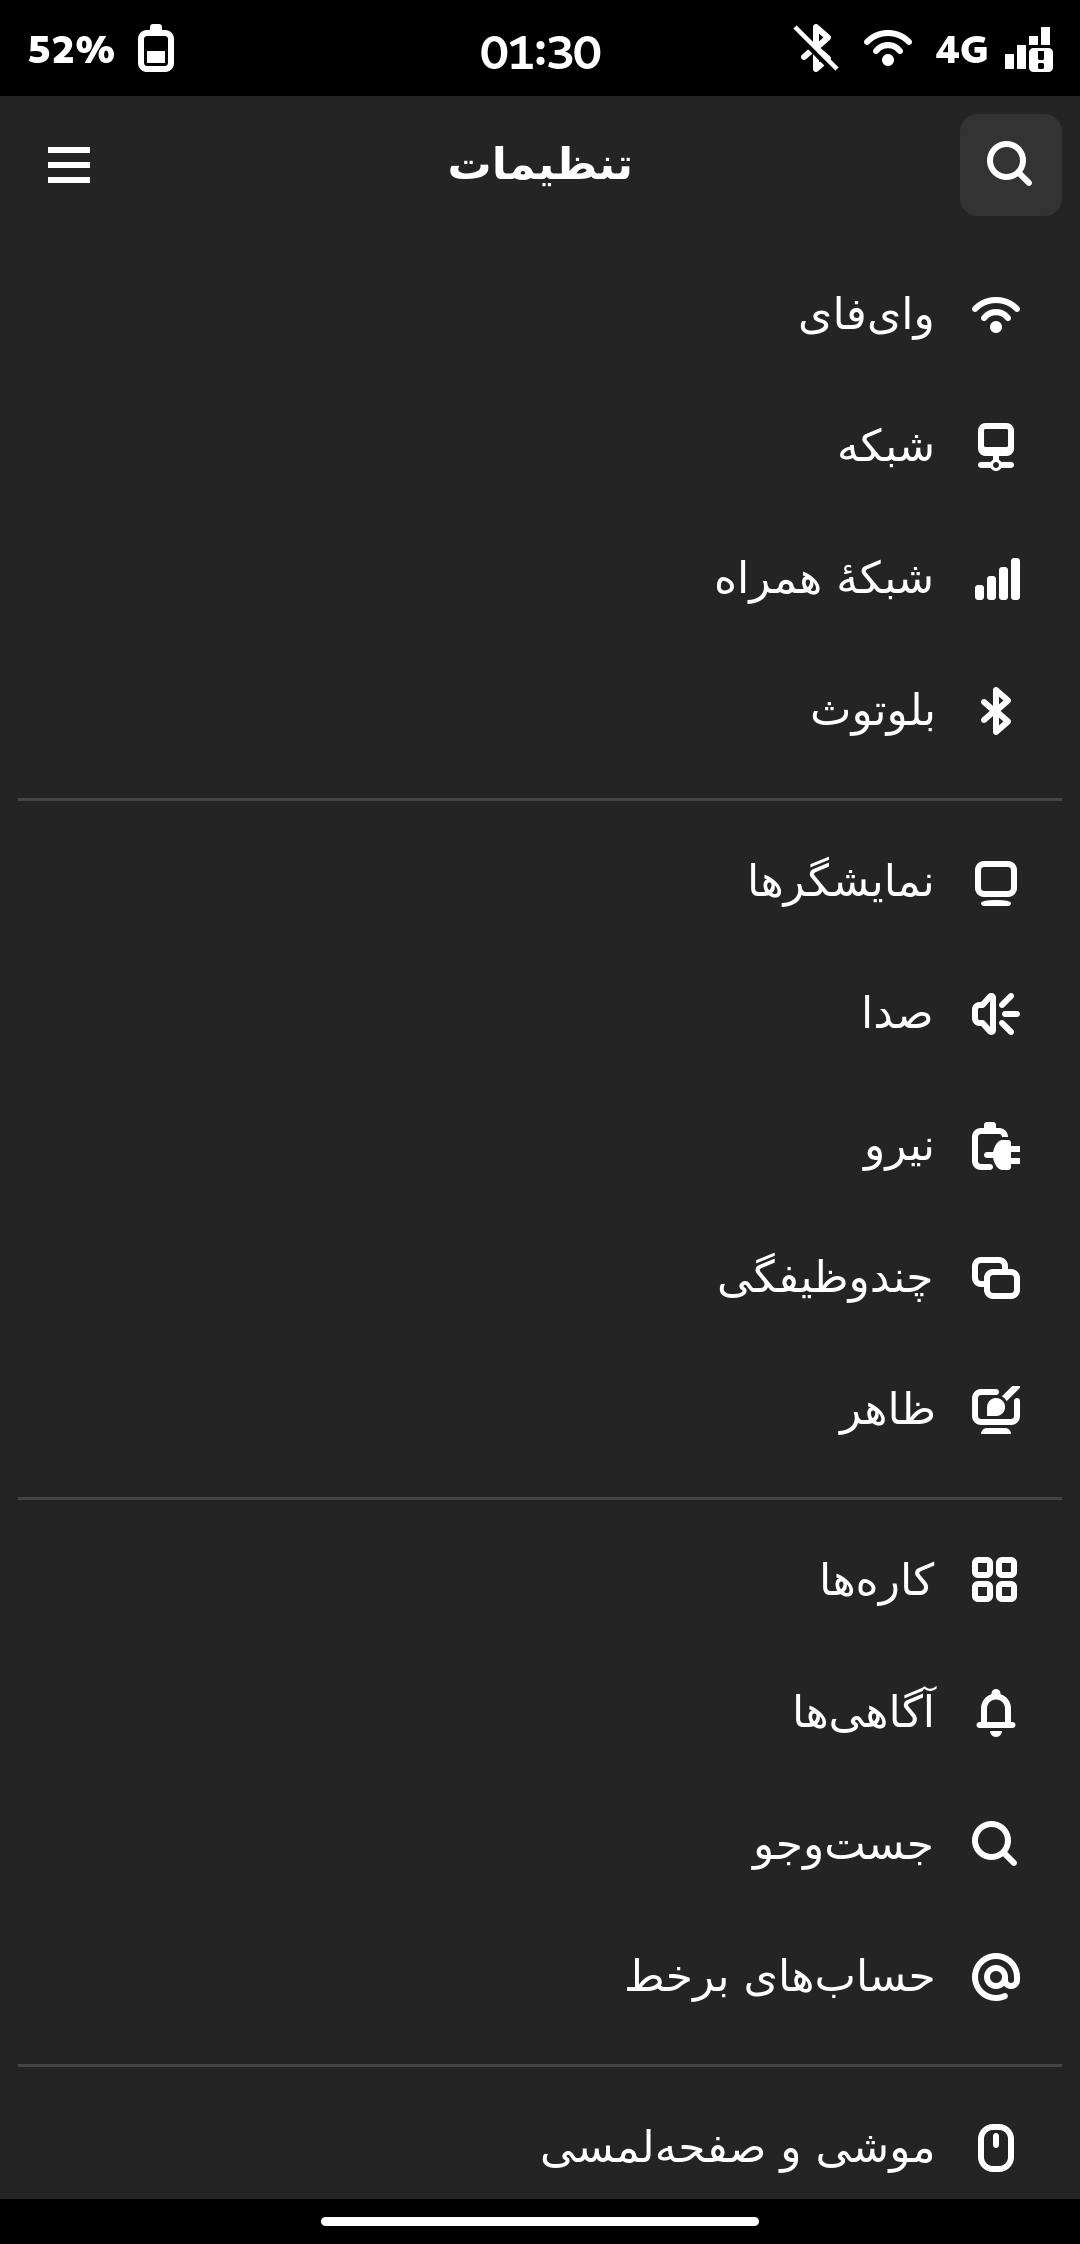 52% 01:30 4G
تنظیمات
وای‌فای
شبکه
شبکهٔ همراه
بلوتوث
نمایشگرها
صدا
نیرو
چندوظیفگی
ظاهر
کاره‌ها
آگاهی‌ها
جست‌وجو
حساب‌های برخط
موشی و صفحه‌لمسی